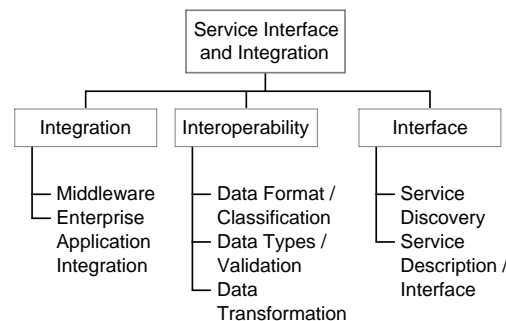 Service Interface
and Integration
Integration
Interoperability
Interface
Middleware
Enterprise
Application
Integration
Data Format /
Classification
Data Types /
Validation
Data
Transformation
Service
Discovery
Service
Description /
Interface